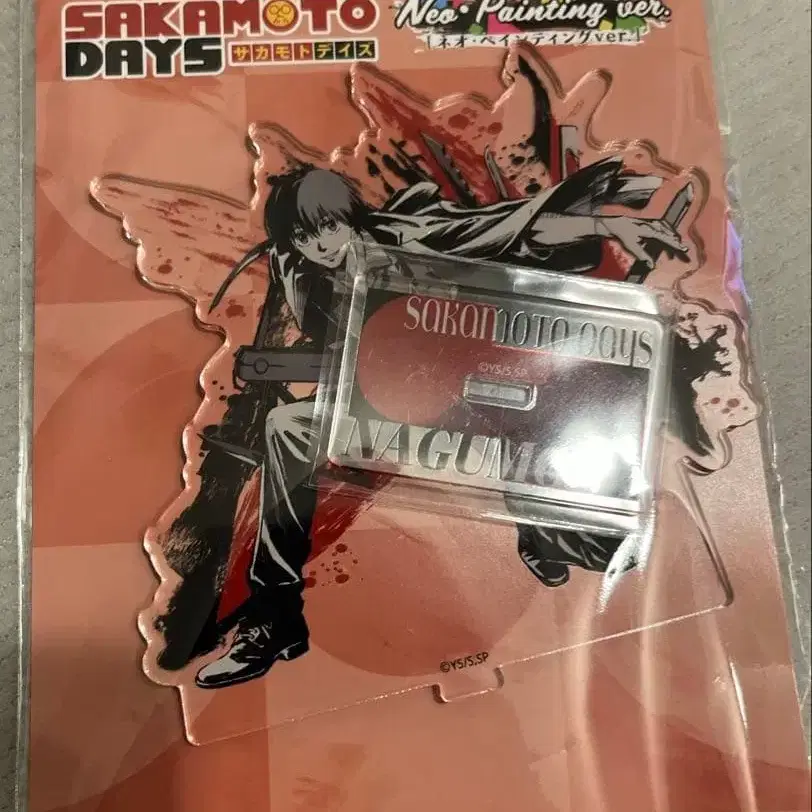 SAKAMOTO
DAYS サカモトデイズ
Neo・Painting ver.
［ネオ・ペインティングver.］
sakamoto days
©YS/S,SP
NAGUMO
©YS/S,SP